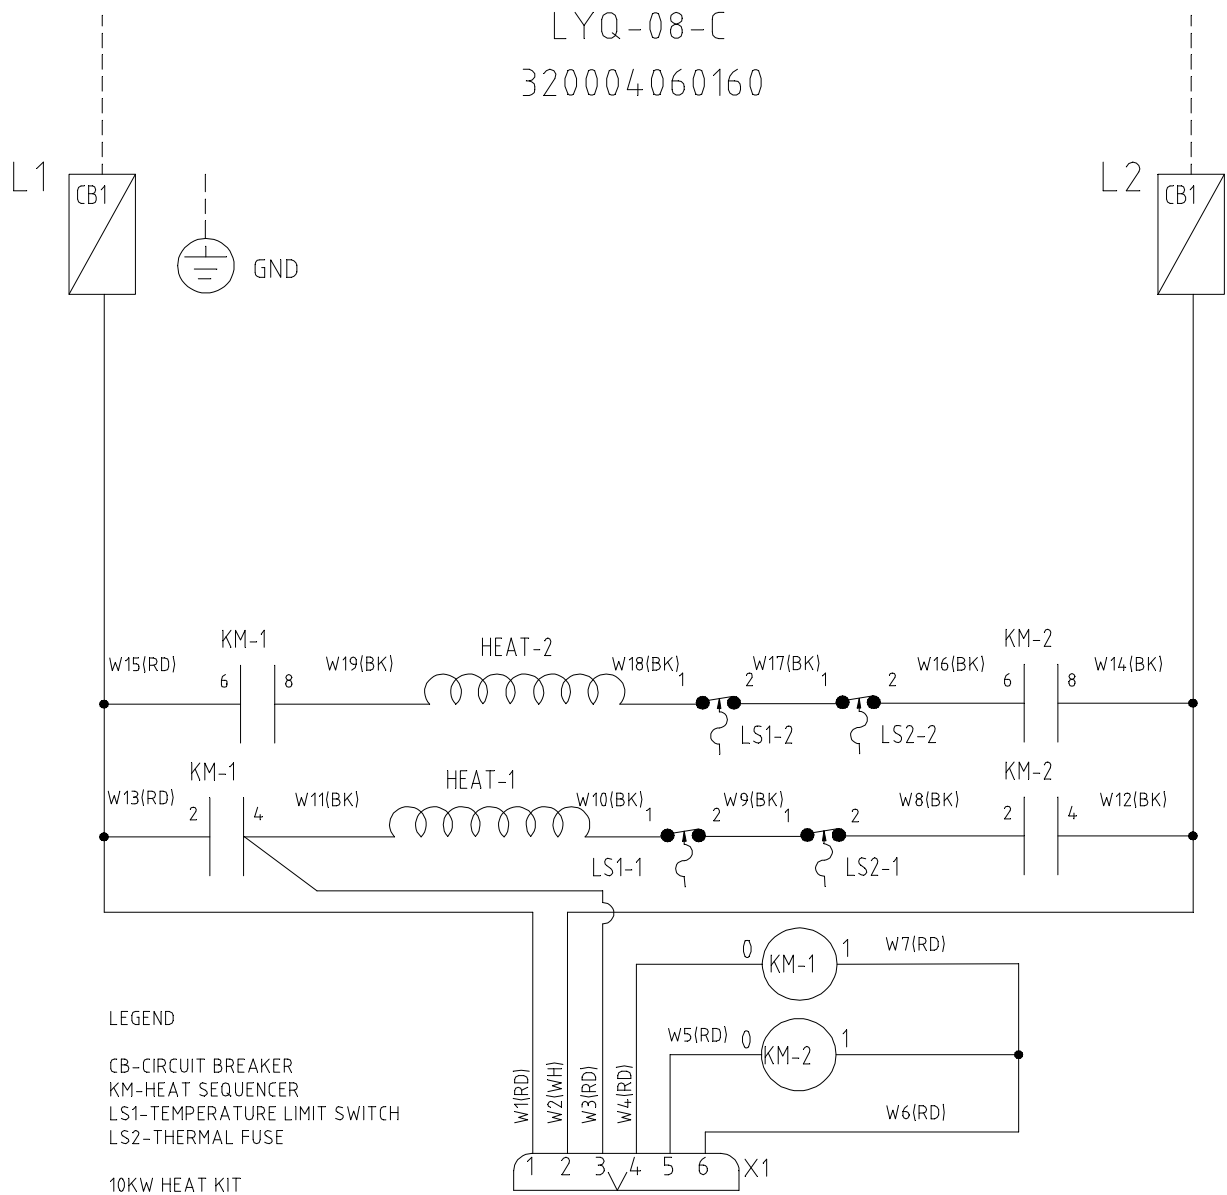 LYQ-08-C
320004060160
L1
CB1
GND
L2
CB1
KM-1
HEAT-2
KM-2
W15(RD)
6
8
W19(BK)
W18(BK)
1
2
W17(BK)
1
2
W16(BK)
6
8
W14(BK)
LS1-2
LS2-2
KM-1
HEAT-1
KM-2
W13(RD)
2
4
W11(BK)
W10(BK)
1
2
W9(BK)
1
2
W8(BK)
2
4
W12(BK)
LS1-1
LS2-1
0
KM-1
1
W7(RD)
W5(RD)
0
KM-2
1
W6(RD)
W1(RD)
W2(WH)
W3(RD)
W4(RD)
1
2
3
4
5
6
X1
LEGEND
CB-CIRCUIT BREAKER
KM-HEAT SEQUENCER
LS1-TEMPERATURE LIMIT SWITCH
LS2-THERMAL FUSE
10KW HEAT KIT